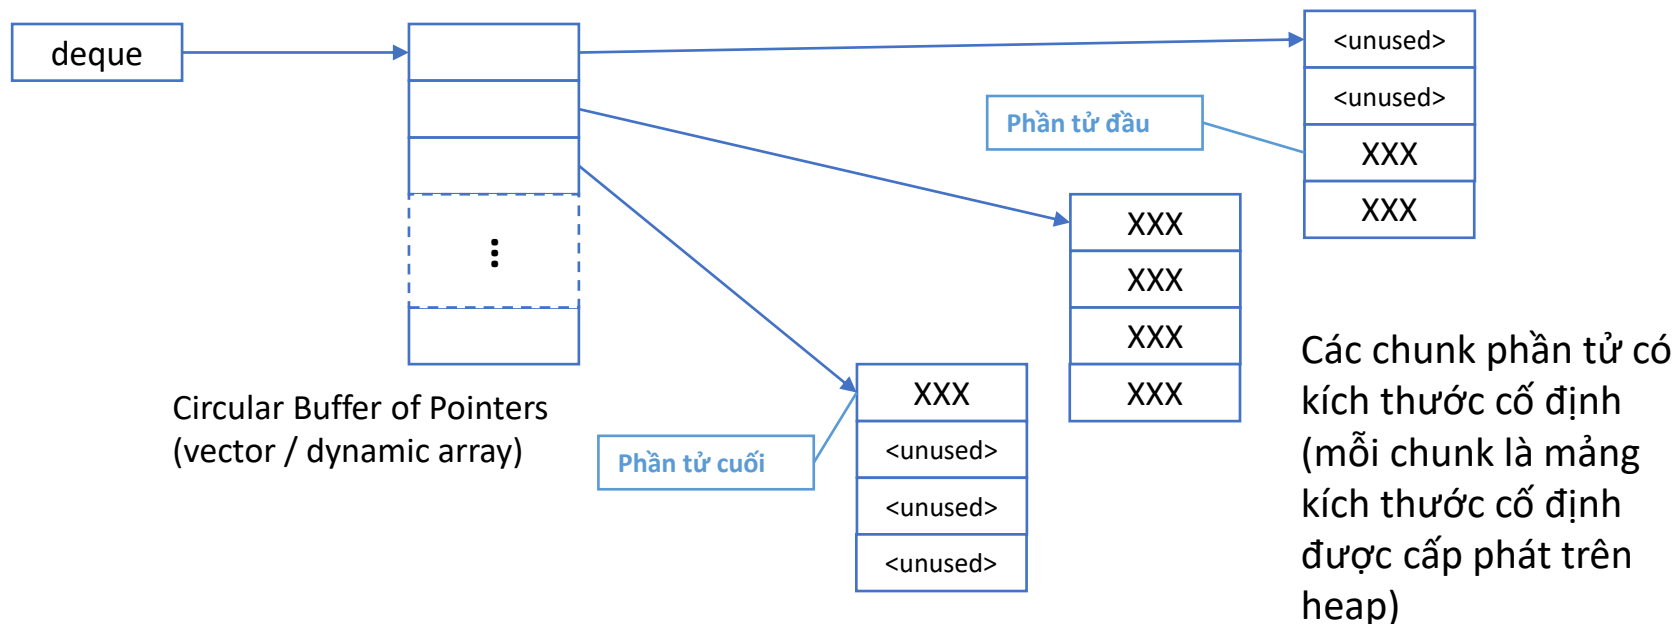 deque
<unused>
<unused>
XXX
XXX
Phần tử đầu
XXX
XXX
XXX
XXX
XXX
<unused>
<unused>
<unused>
Phần tử cuối
⋮
Circular Buffer of Pointers
(vector / dynamic array)
Các chunk phần tử có
kích thước cố định
(mỗi chunk là mảng
kích thước cố định
được cấp phát trên
heap)